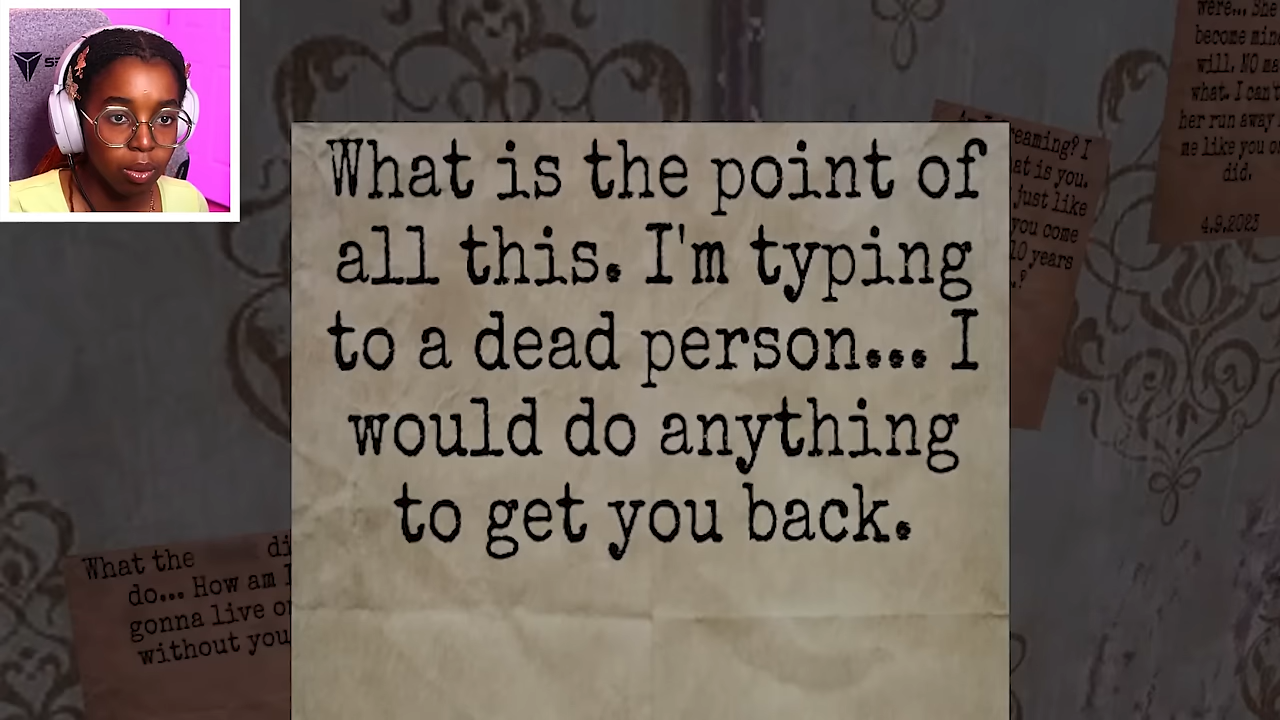 What is the point of
all this. I'm typing
to a dead person... I
would do anything
to get you back.
What the di
do... How am I
gonna live o
without you
reaming? I
at is you.
just like
you come
10 years
..?
were... She
become min
will. NO ma
what. I can't
her run away.
me like you o
did.
4.9.2023